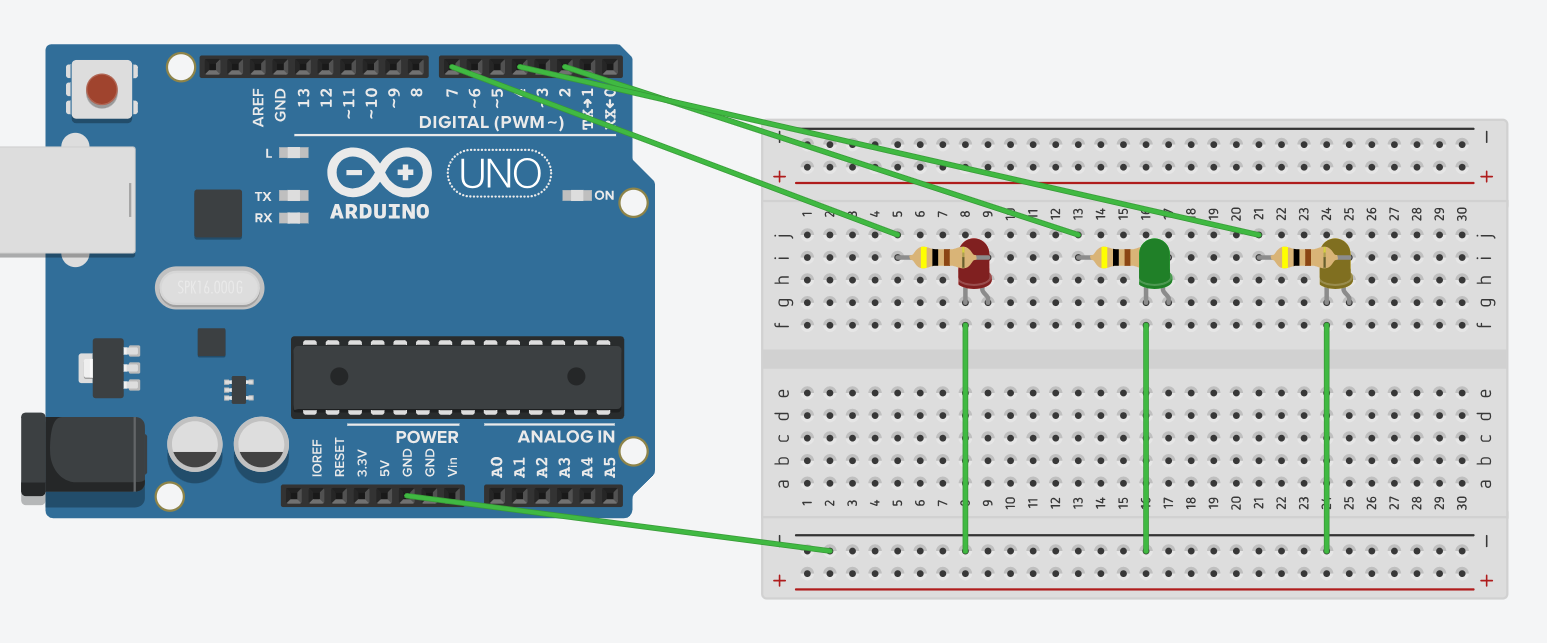 AREF GND 13 12 ~11 ~10 ~9 8 7 ~6 ~5 ~3 2 TX→1 RX←0
DIGITAL (PWM~)
L
TX
RX
UNO
ON
ARDUINO
SPKT6.000G
POWER
ANALOG IN
IOREF RESET 3.3V 5V GND GND Vin A0 A1 A2 A3 A4 A5
− −
+ +
1 2 3 4 5 6 7 8 9 10 11 12 13 14 15 16 17 18 19 20 21 22 23 24 25 26 27 28 29 30
j j
i i
h h
g g
f f
e e
d d
c c
b b
a a
1 2 3 4 5 6 7 8 9 10 11 12 13 14 15 16 17 18 19 20 21 22 23 24 25 26 27 28 29 30
− −
+ +